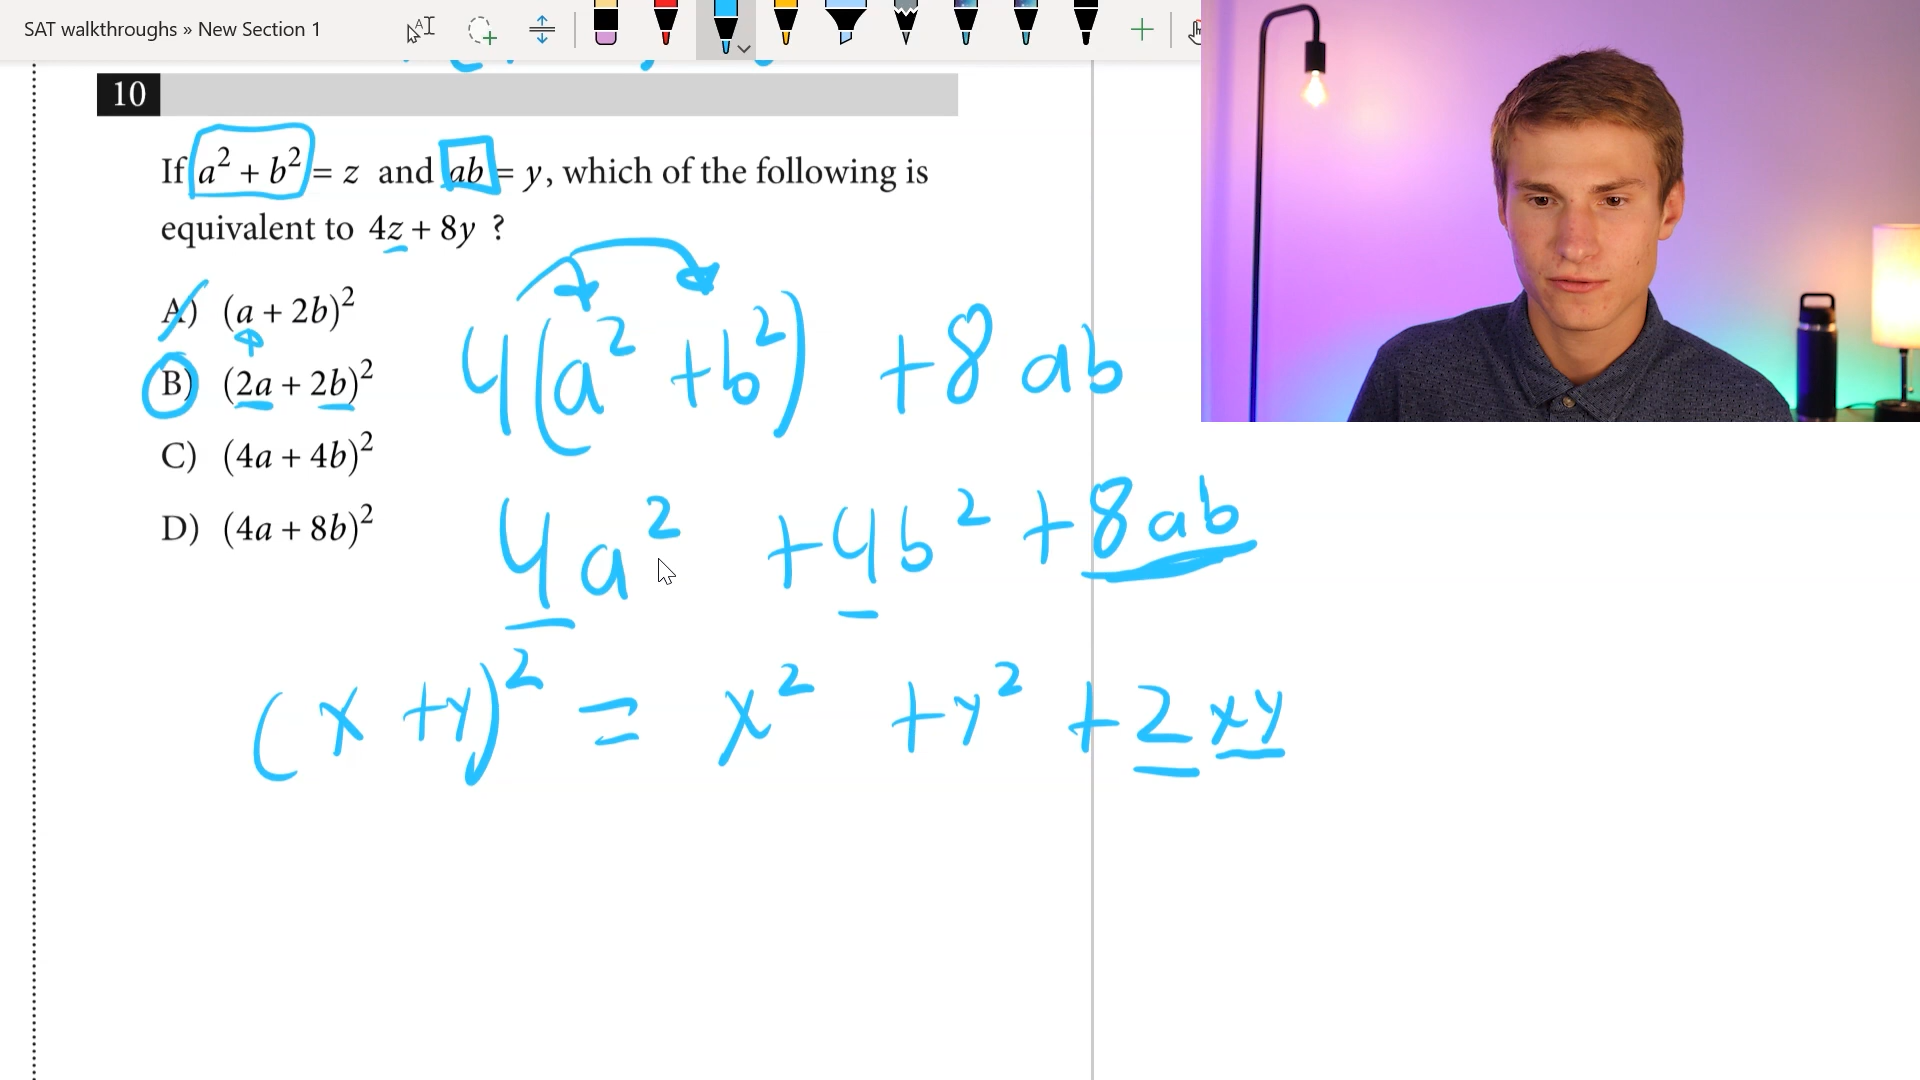 SAT walkthroughs » New Section 1
10
If a² + b² = z and ab = y, which of the following is
equivalent to 4z + 8y ?
A) (a + 2b)²
B) (2a + 2b)²
C) (4a + 4b)²
D) (4a + 8b)²
4(a² + b²) + 8 ab
4a² + 4b² + 8ab
(x + y)² = x² + y² + 2xy